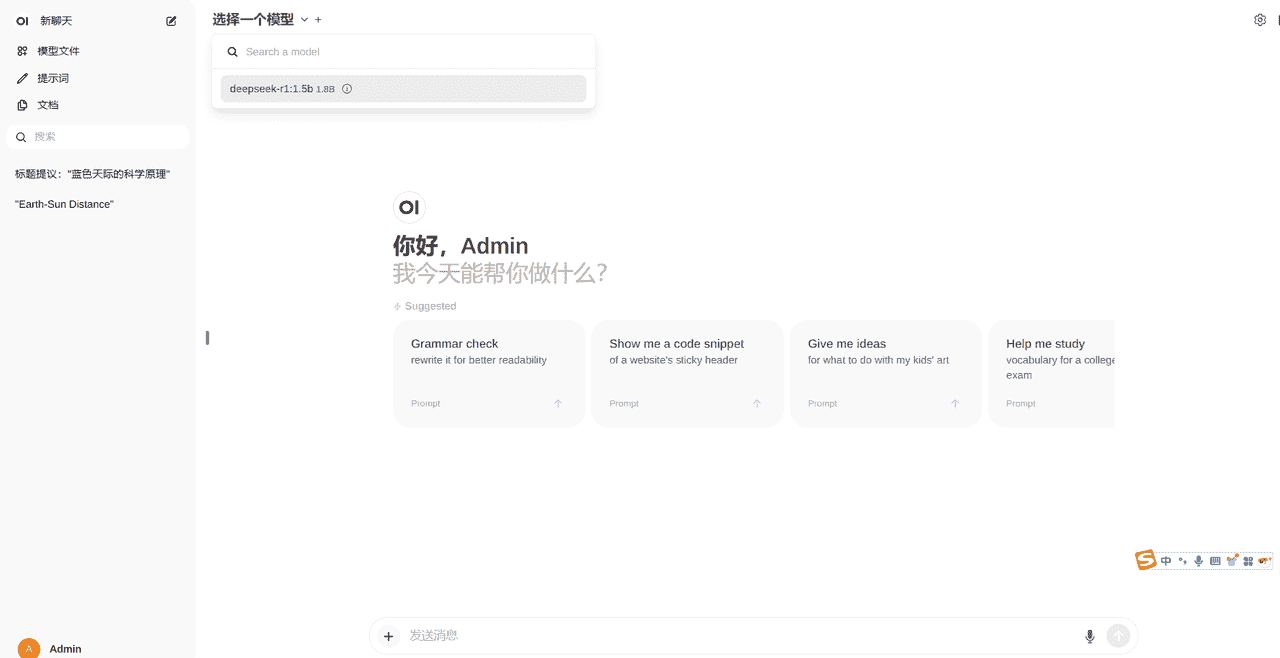 OI 新聊天
模型文件
提示词
文档
搜索
标题提议："蓝色天际的科学原理"
"Earth-Sun Distance"
A Admin
选择一个模型
Search a model
deepseek-r1:1.5b 1.8B
OI
你好，Admin
我今天能帮你做什么？
Suggested
Grammar check
rewrite it for better readability
Prompt
Show me a code snippet
of a website's sticky header
Prompt
Give me ideas
for what to do with my kids' art
Prompt
Help me study
vocabulary for a college
exam
Prompt
S 中
发送消息